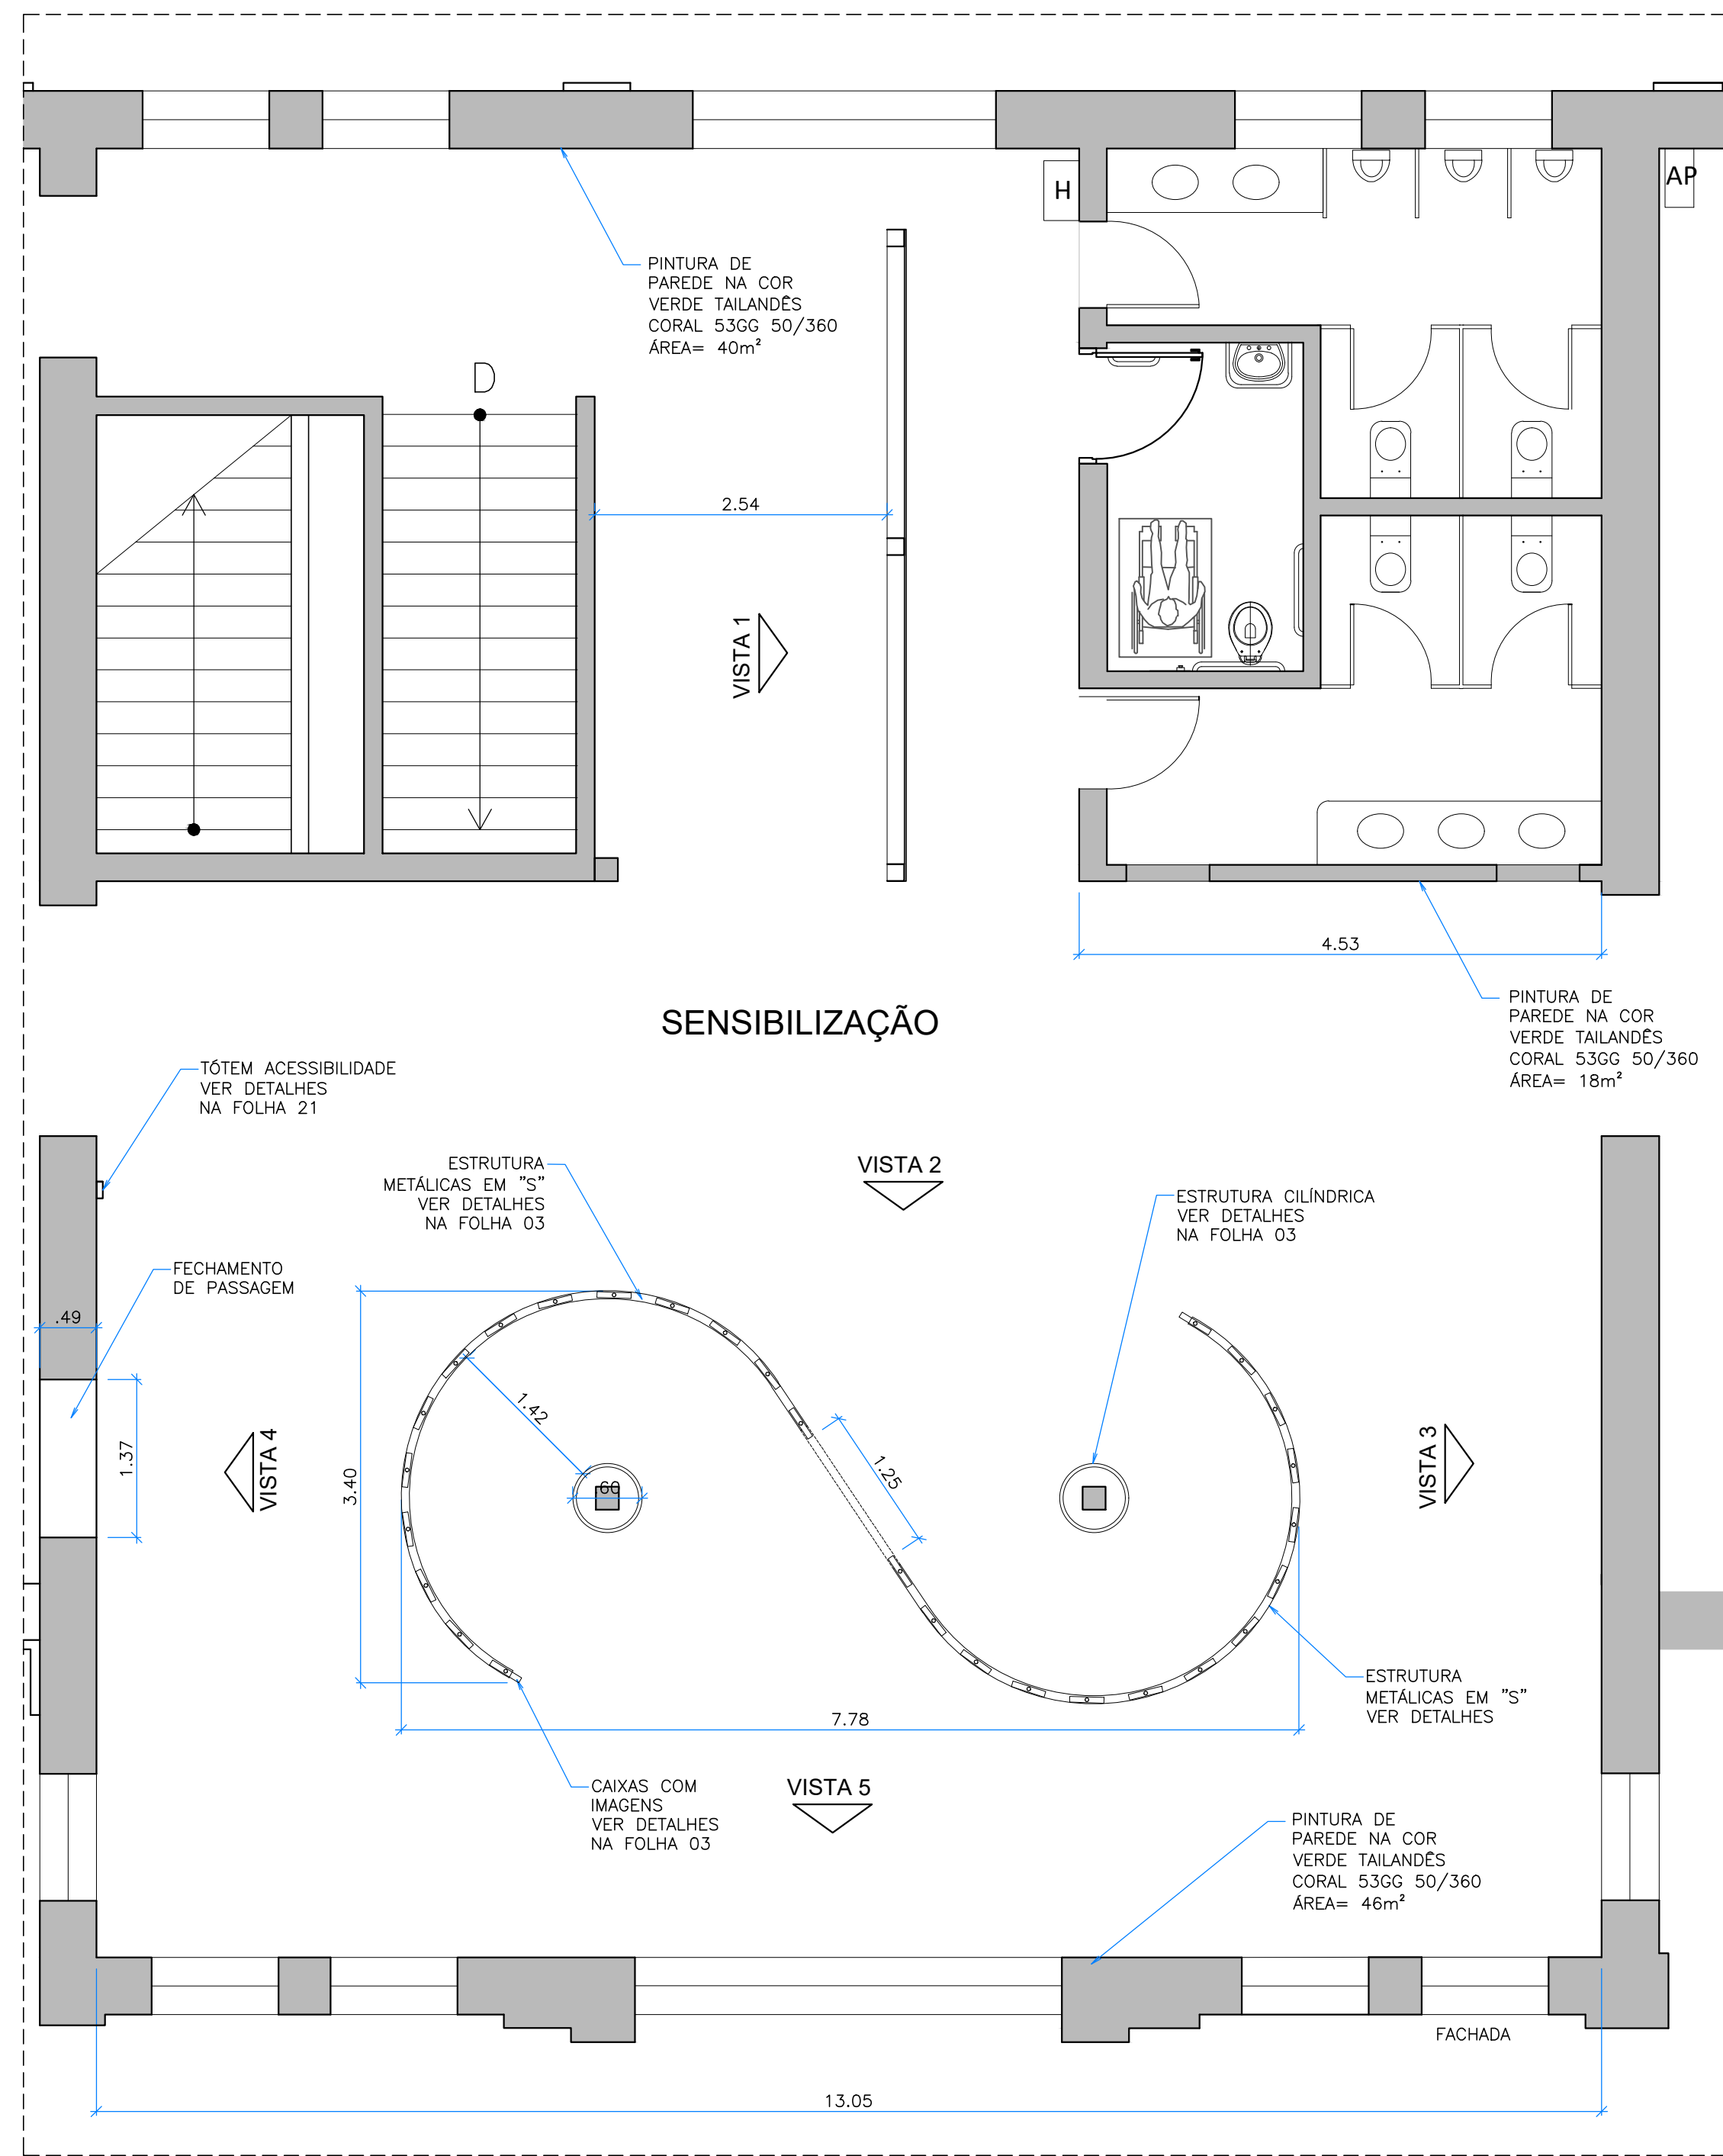 H
AP
PINTURA DE
PAREDE NA COR
VERDE TAILANDÊS
CORAL 53GG 50/360
ÁREA= 40m²
D
2.54
VISTA 1
4.53
PINTURA DE
PAREDE NA COR
VERDE TAILANDÊS
CORAL 53GG 50/360
ÁREA= 18m²
SENSIBILIZAÇÃO
TÓTEM ACESSIBILIDADE
VER DETALHES
NA FOLHA 21
ESTRUTURA
METÁLICAS EM "S"
VER DETALHES
NA FOLHA 03
VISTA 2
ESTRUTURA CILÍNDRICA
VER DETALHES
NA FOLHA 03
FECHAMENTO
DE PASSAGEM
.49
1.37
VISTA 4
3.40
1.42
.66
1.25
VISTA 3
ESTRUTURA
METÁLICAS EM "S"
VER DETALHES
7.78
CAIXAS COM
IMAGENS
VER DETALHES
NA FOLHA 03
VISTA 5
PINTURA DE
PAREDE NA COR
VERDE TAILANDÊS
CORAL 53GG 50/360
ÁREA= 46m²
FACHADA
13.05